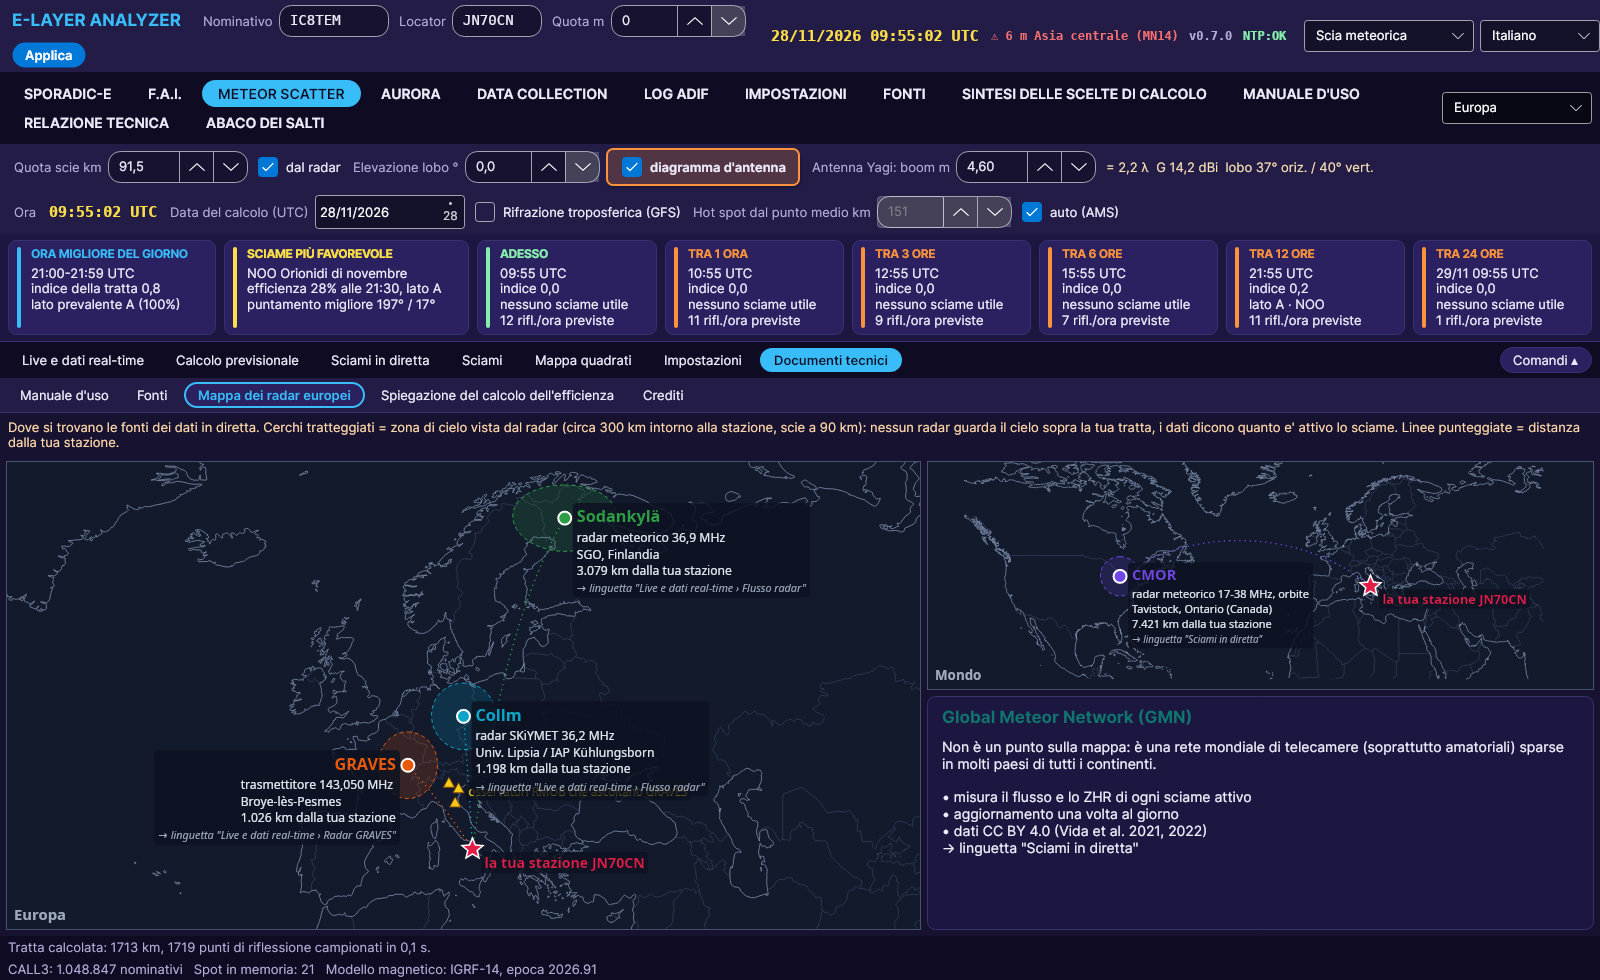 E-LAYER ANALYZER Nominativo IC8TEM Locator JN70CN Quota m 0
28/11/2026 09:55:02 UTC ⚠ 6 m Asia centrale (MN14) v0.7.0 NTP:OK Scia meteorica Italiano
Applica
SPORADIC-E F.A.I. METEOR SCATTER AURORA DATA COLLECTION LOG ADIF IMPOSTAZIONI FONTI SINTESI DELLE SCELTE DI CALCOLO MANUALE D'USO
RELAZIONE TECNICA ABACO DEI SALTI
Europa
Quota scie km 91,5 dal radar Elevazione lobo ° 0,0 diagramma d'antenna Antenna Yagi: boom m 4,60 = 2,2 λ G 14,2 dBi lobo 37° oriz. / 40° vert.
Ora 09:55:02 UTC Data del calcolo (UTC) 28/11/2026 28 Rifrazione troposferica (GFS) Hot spot dal punto medio km 151 auto (AMS)
ORA MIGLIORE DEL GIORNO
21:00-21:59 UTC
indice della tratta 0,8
lato prevalente A (100%)
SCIAME PIÙ FAVOREVOLE
NOO Orionidi di novembre
efficienza 28% alle 21:30, lato A
puntamento migliore 197° / 17°
ADESSO
09:55 UTC
indice 0,0
nessuno sciame utile
12 rifl./ora previste
TRA 1 ORA
10:55 UTC
indice 0,0
nessuno sciame utile
11 rifl./ora previste
TRA 3 ORE
12:55 UTC
indice 0,0
nessuno sciame utile
9 rifl./ora previste
TRA 6 ORE
15:55 UTC
indice 0,0
nessuno sciame utile
7 rifl./ora previste
TRA 12 ORE
21:55 UTC
indice 0,2
lato A · NOO
11 rifl./ora previste
TRA 24 ORE
29/11 09:55 UTC
indice 0,0
nessuno sciame utile
1 rifl./ora previste
Live e dati real-time Calcolo previsionale Sciami in diretta Sciami Mappa quadrati Impostazioni Documenti tecnici Comandi ▴
Manuale d'uso Fonti Mappa dei radar europei Spiegazione del calcolo dell'efficienza Crediti
Dove si trovano le fonti dei dati in diretta. Cerchi tratteggiati = zona di cielo vista dal radar (circa 300 km intorno alla stazione, scie a 90 km): nessun radar guarda il cielo sopra la tua tratta, i dati dicono quanto e' attivo lo sciame. Linee punteggiate = distanza
dalla tua stazione.
Sodankylä
radar meteorico 36,9 MHz
SGO, Finlandia
3.079 km dalla tua stazione
→ linguetta "Live e dati real-time › Flusso radar"
Collm
radar SKiYMET 36,2 MHz
Univ. Lipsia / IAP Kühlungsborn
1.198 km dalla tua stazione
→ linguetta "Live e dati real-time › Flusso radar"
GRAVES
trasmettitore 143,050 MHz
Broye-lès-Pesmes
1.026 km dalla tua stazione
→ linguetta "Live e dati real-time › Radar GRAVES"
la tua stazione JN70CN
Europa
CMOR
radar meteorico 17-38 MHz, orbite
Tavistock, Ontario (Canada)
7.421 km dalla tua stazione
→ linguetta "Sciami in diretta"
la tua stazione JN70CN
Mondo
Global Meteor Network (GMN)
Non è un punto sulla mappa: è una rete mondiale di telecamere (soprattutto amatoriali) sparse
in molti paesi di tutti i continenti.
• misura il flusso e lo ZHR di ogni sciame attivo
• aggiornamento una volta al giorno
• dati CC BY 4.0 (Vida et al. 2021, 2022)
→ linguetta "Sciami in diretta"
Tratta calcolata: 1713 km, 1719 punti di riflessione campionati in 0,1 s.
CALL3: 1.048.847 nominativi Spot in memoria: 21 Modello magnetico: IGRF-14, epoca 2026.91